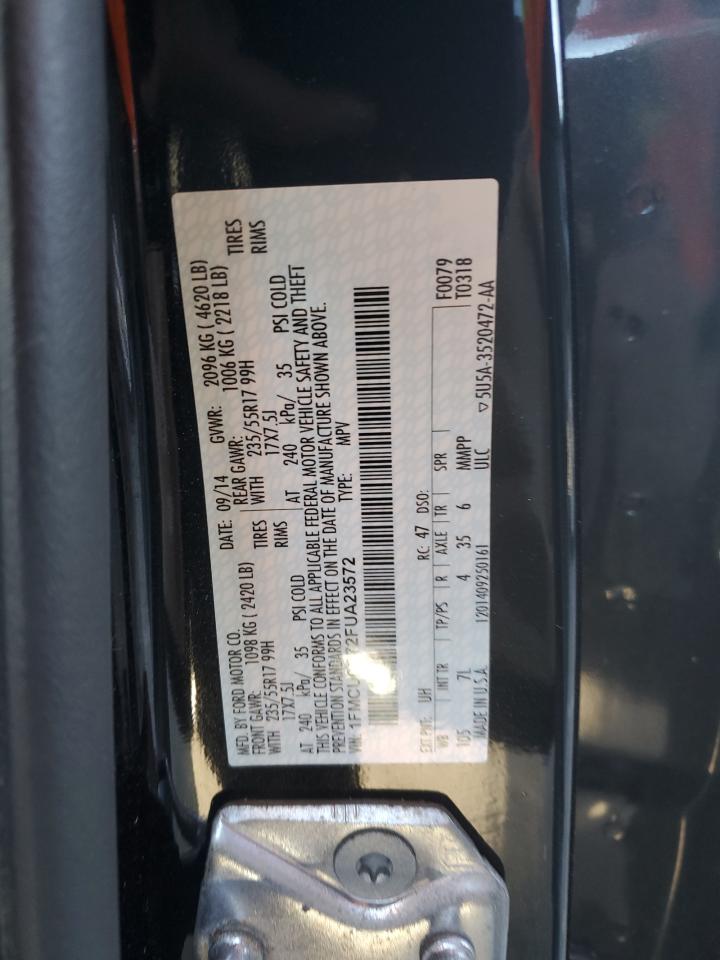 MFD. BY FORD MOTOR CO.
DATE: 09/14 GVWR: 2096 KG ( 4620 LB)
FRONT GAWR: 1098 KG ( 2420 LB) REAR GAWR: 1006 KG ( 2218 LB)
WITH 235/55R17 99H TIRES WITH 235/55R17 99H TIRES
17X7.5J RIMS 17X7.5J RIMS
AT 240 kPa/ 35 PSI COLD AT 240 kPa/ 35 PSI COLD
THIS VEHICLE CONFORMS TO ALL APPLICABLE FEDERAL MOTOR VEHICLE SAFETY AND THEFT
PREVENTION STANDARDS IN EFFECT ON THE DATE OF MANUFACTURE SHOWN ABOVE.
VIN: TYPE: MPV
EXT PNT: UH RC: 47 DSO: F0079
WB INT TR TP/PS R AXLE TR SPR T0318
105 7L 4 35 6 MMPP
MADE IN U.S.A. 1201409250161 ULC ▽5U5A-3520472-AA